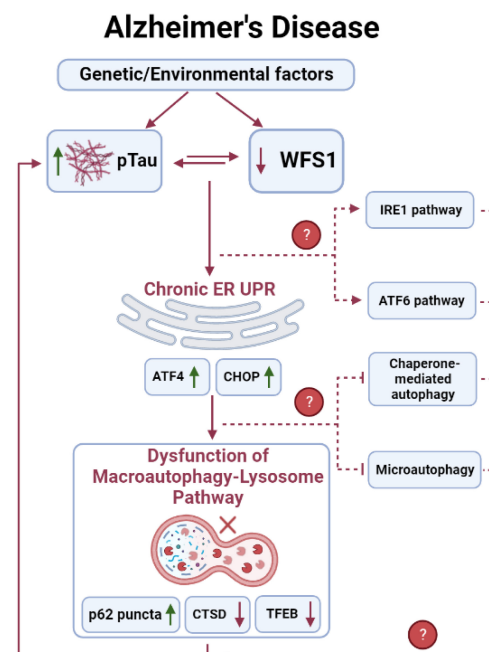 Alzheimer's Disease
Genetic/Environmental factors
pTau
WFS1
?
IRE1 pathway
Chronic ER UPR
ATF6 pathway
ATF4
CHOP
?
Chaperone-
mediated
autophagy
Dysfunction of
Macroautophagy-Lysosome
Pathway
Microautophagy
p62 puncta
CTSD
TFEB
?